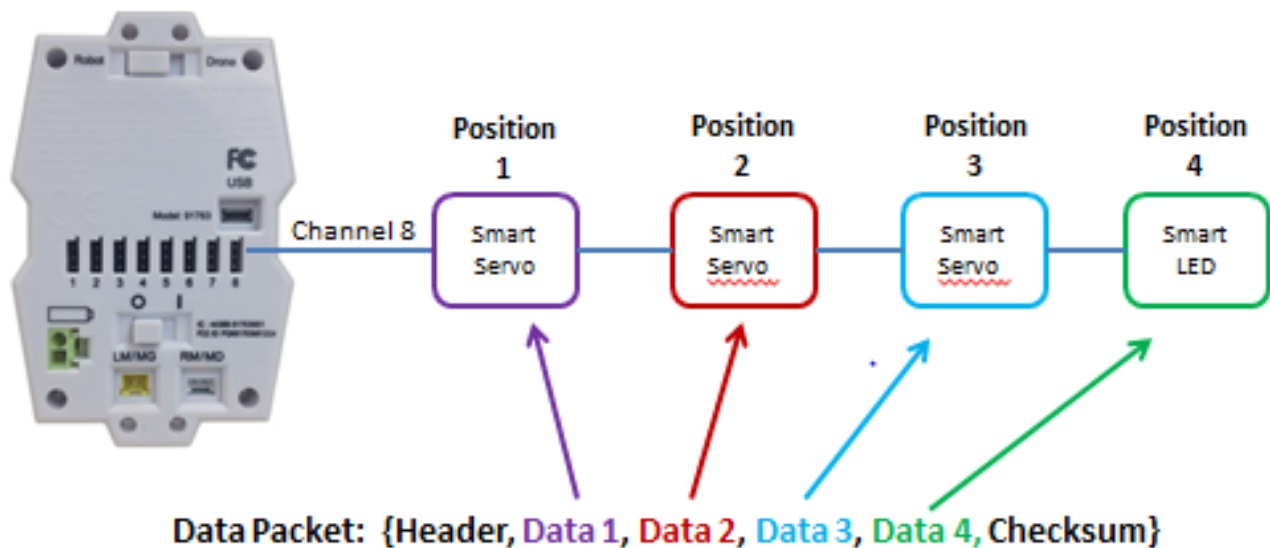 Robot
Drone
FC
USB
Model 91763
1 2 3 4 5 6 7 8
O I
LM/MG RM/MD
Channel 8
Position
1
Smart
Servo
Position
2
Smart
Servo
Position
3
Smart
Servo
Position
4
Smart
LED
Data Packet: {Header, Data 1, Data 2, Data 3, Data 4, Checksum}